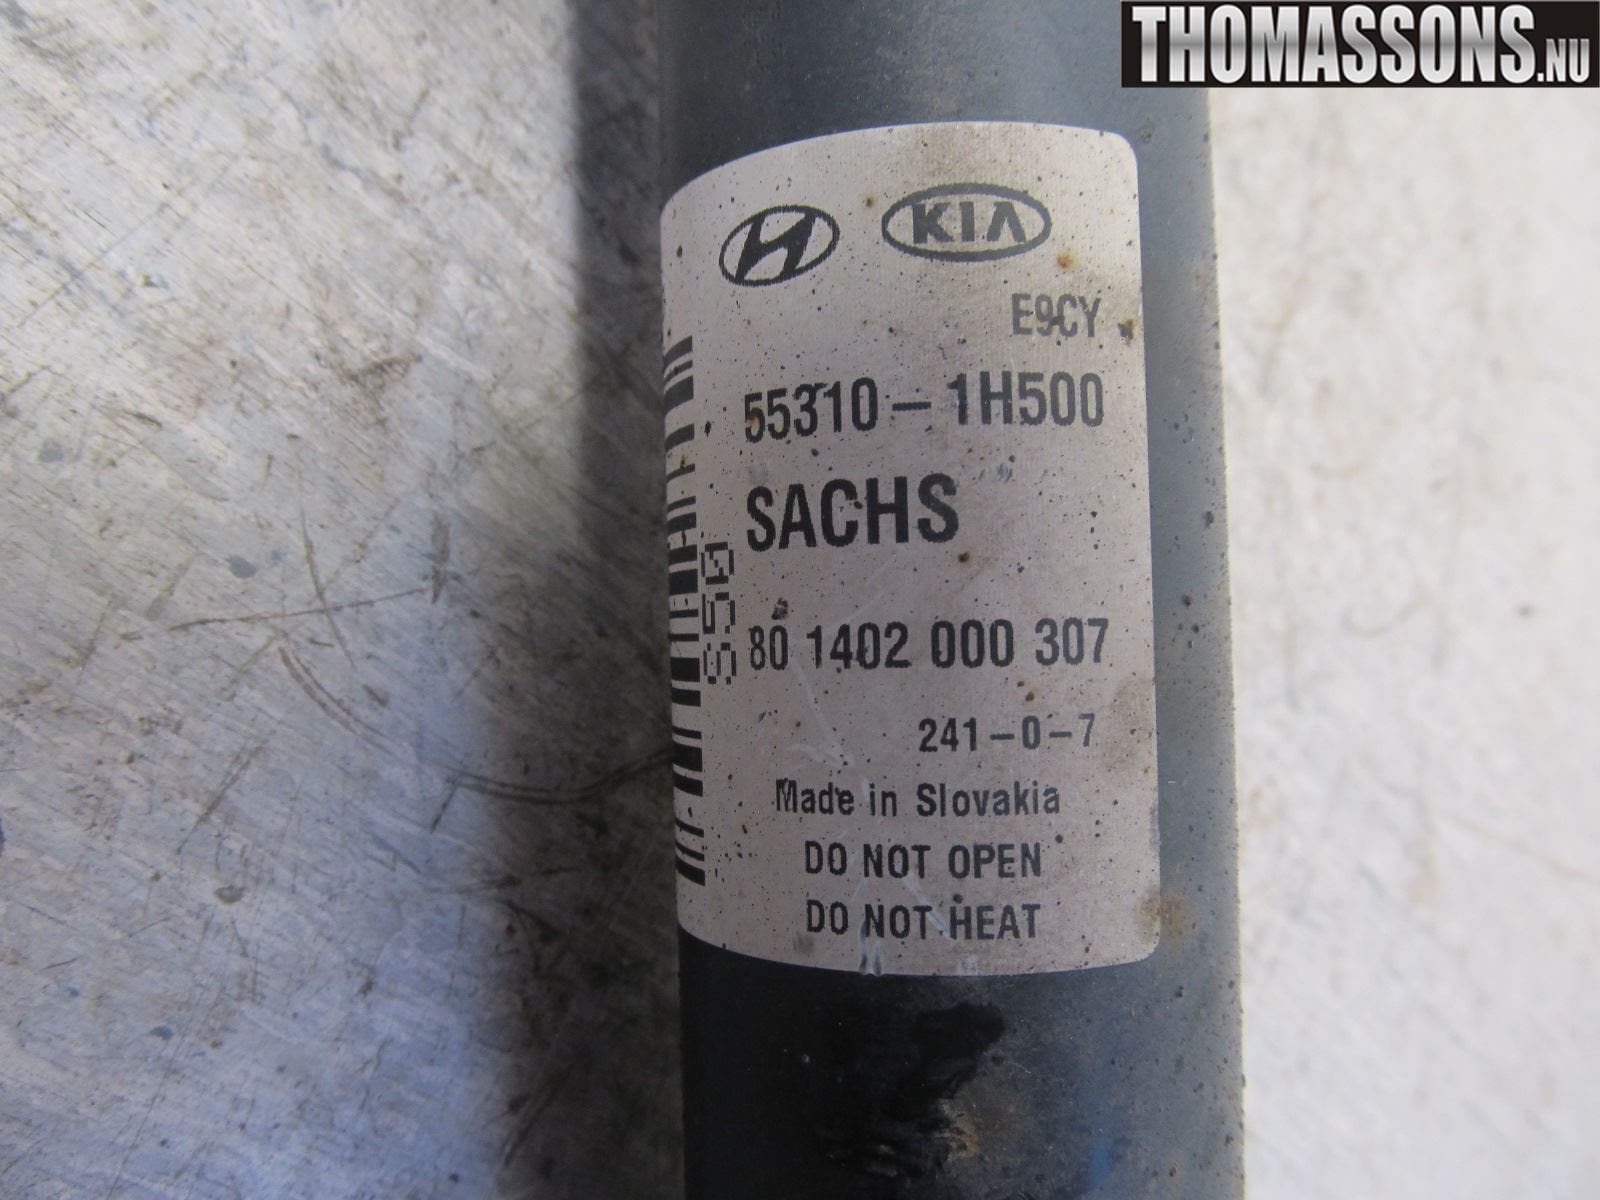 THOMASSONS.NU
KIA
E9CY
55310-1H500
SACHS
80 1402 000 307
241-0-7
Made in Slovakia
DO NOT OPEN
DO NOT HEAT